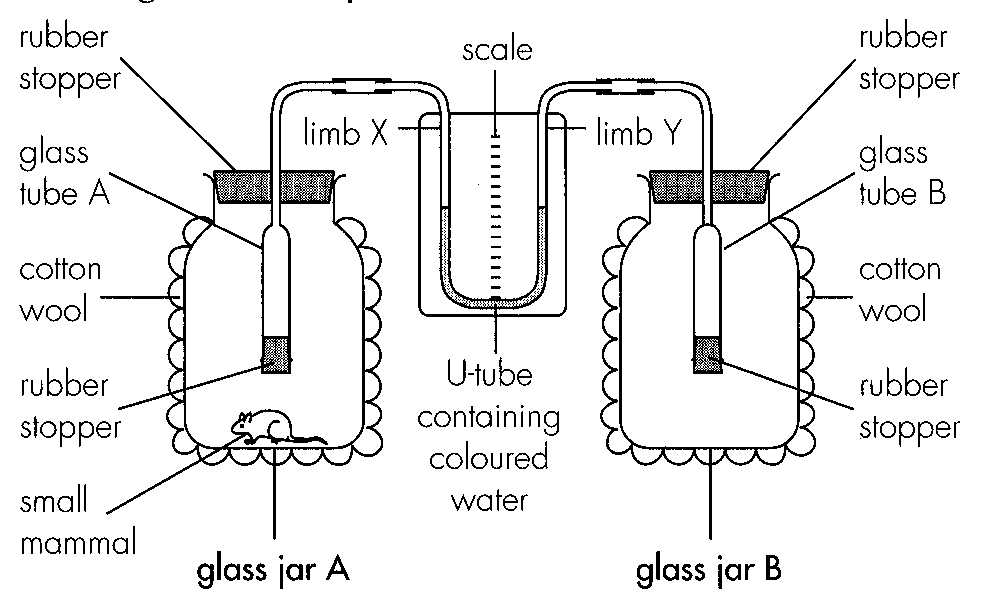 rubber
stopper
scale
rubber
stopper
limb X
limb Y
glass
tube A
glass
tube B
cotton
wool
cotton
wool
rubber
stopper
U-tube
containing
coloured
water
rubber
stopper
small
mammal
glass jar A
glass jar B